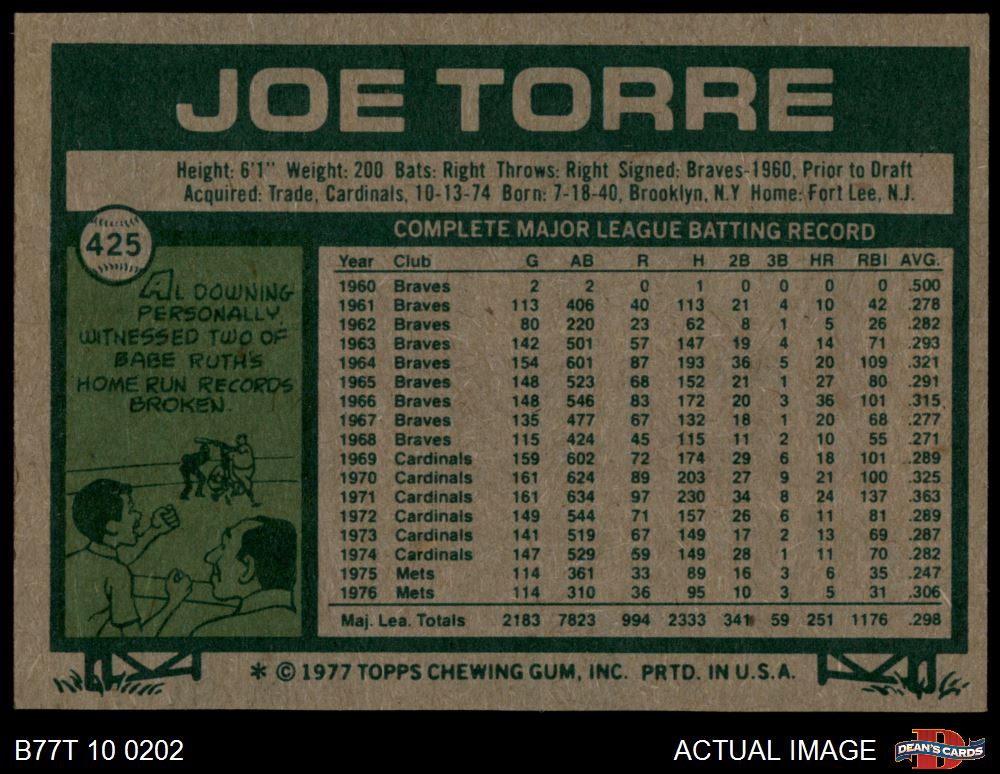 JOE TORRE
Height: 6'1" Weight: 200 Bats: Right Throws: Right Signed: Braves-1960, Prior to Draft
Acquired: Trade, Cardinals, 10-13-74 Born: 7-18-40, Brooklyn, N.Y Home: Fort Lee, N.J.
425
AL DOWNING
PERSONALLY
WITNESSED TWO OF
BABE RUTH'S
HOME RUN RECORDS
BROKEN.
COMPLETE MAJOR LEAGUE BATTING RECORD
Year Club G AB R H 2B 3B HR RBI AVG.
1960 Braves 2 2 0 1 0 0 0 0 .500
1961 Braves 113 406 40 113 21 4 10 42 .278
1962 Braves 80 220 23 62 8 1 5 26 .282
1963 Braves 142 501 57 147 19 4 14 71 .293
1964 Braves 154 601 87 193 36 5 20 109 .321
1965 Braves 148 523 68 152 21 1 27 80 .291
1966 Braves 148 546 83 172 20 3 36 101 .315
1967 Braves 135 477 67 132 18 1 20 68 .277
1968 Braves 115 424 45 115 11 2 10 55 .271
1969 Cardinals 159 602 72 174 29 6 18 101 .289
1970 Cardinals 161 624 89 203 27 9 21 100 .325
1971 Cardinals 161 634 97 230 34 8 24 137 .363
1972 Cardinals 149 544 71 157 26 6 11 81 .289
1973 Cardinals 141 519 67 149 17 2 13 69 .287
1974 Cardinals 147 529 59 149 28 1 11 70 .282
1975 Mets 114 361 33 89 16 3 6 35 .247
1976 Mets 114 310 36 95 10 3 5 31 .306
Maj. Lea. Totals 2183 7823 994 2333 341 59 251 1176 .298
* © 1977 TOPPS CHEWING GUM, INC. PRTD. IN U.S.A.
B77T 10 0202
ACTUAL IMAGE
D
DEAN'S CARDS